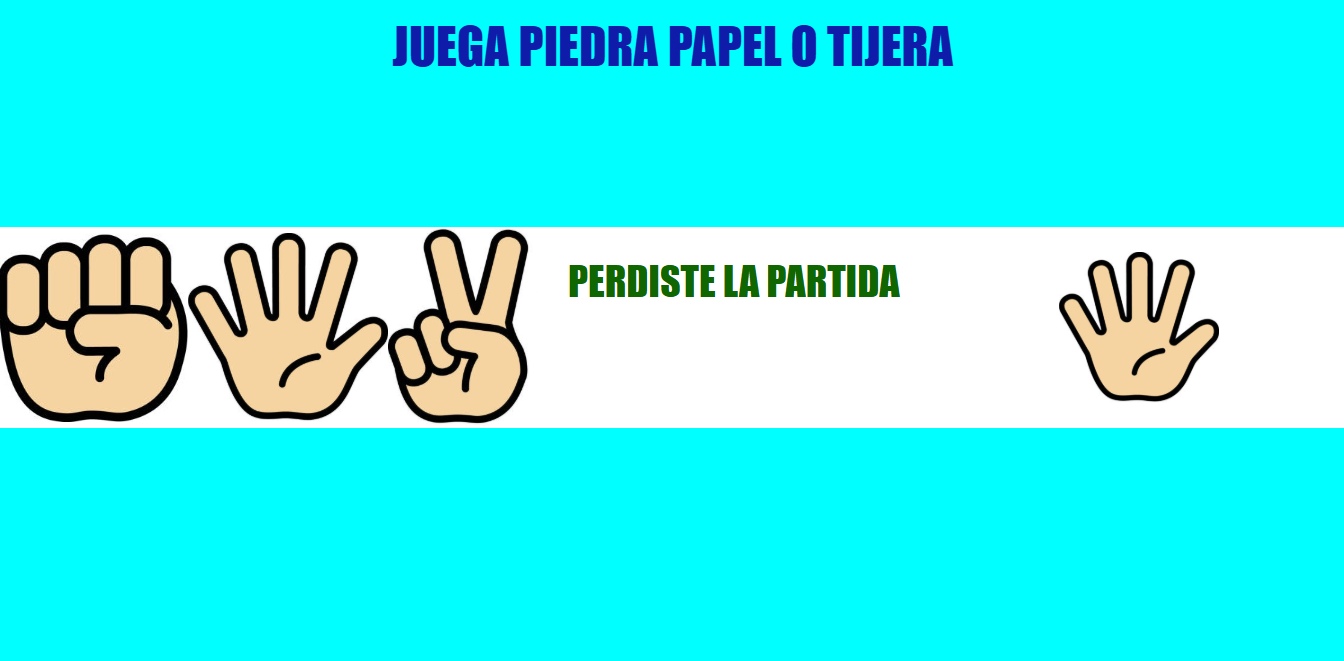 JUEGA PIEDRA PAPEL O TIJERA
PERDISTE LA PARTIDA